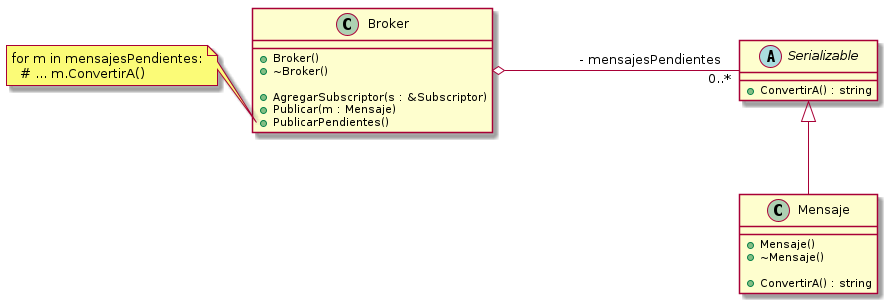 for m in mensajesPendientes:
# ... m.ConvertirA()
C Broker
Broker()
~Broker()
AgregarSubscriptor(s : &Subscriptor)
Publicar(m : Mensaje)
PublicarPendientes()
- mensajesPendientes
0..*
A Serializable
ConvertirA() : string
C Mensaje
Mensaje()
~Mensaje()
ConvertirA() : string